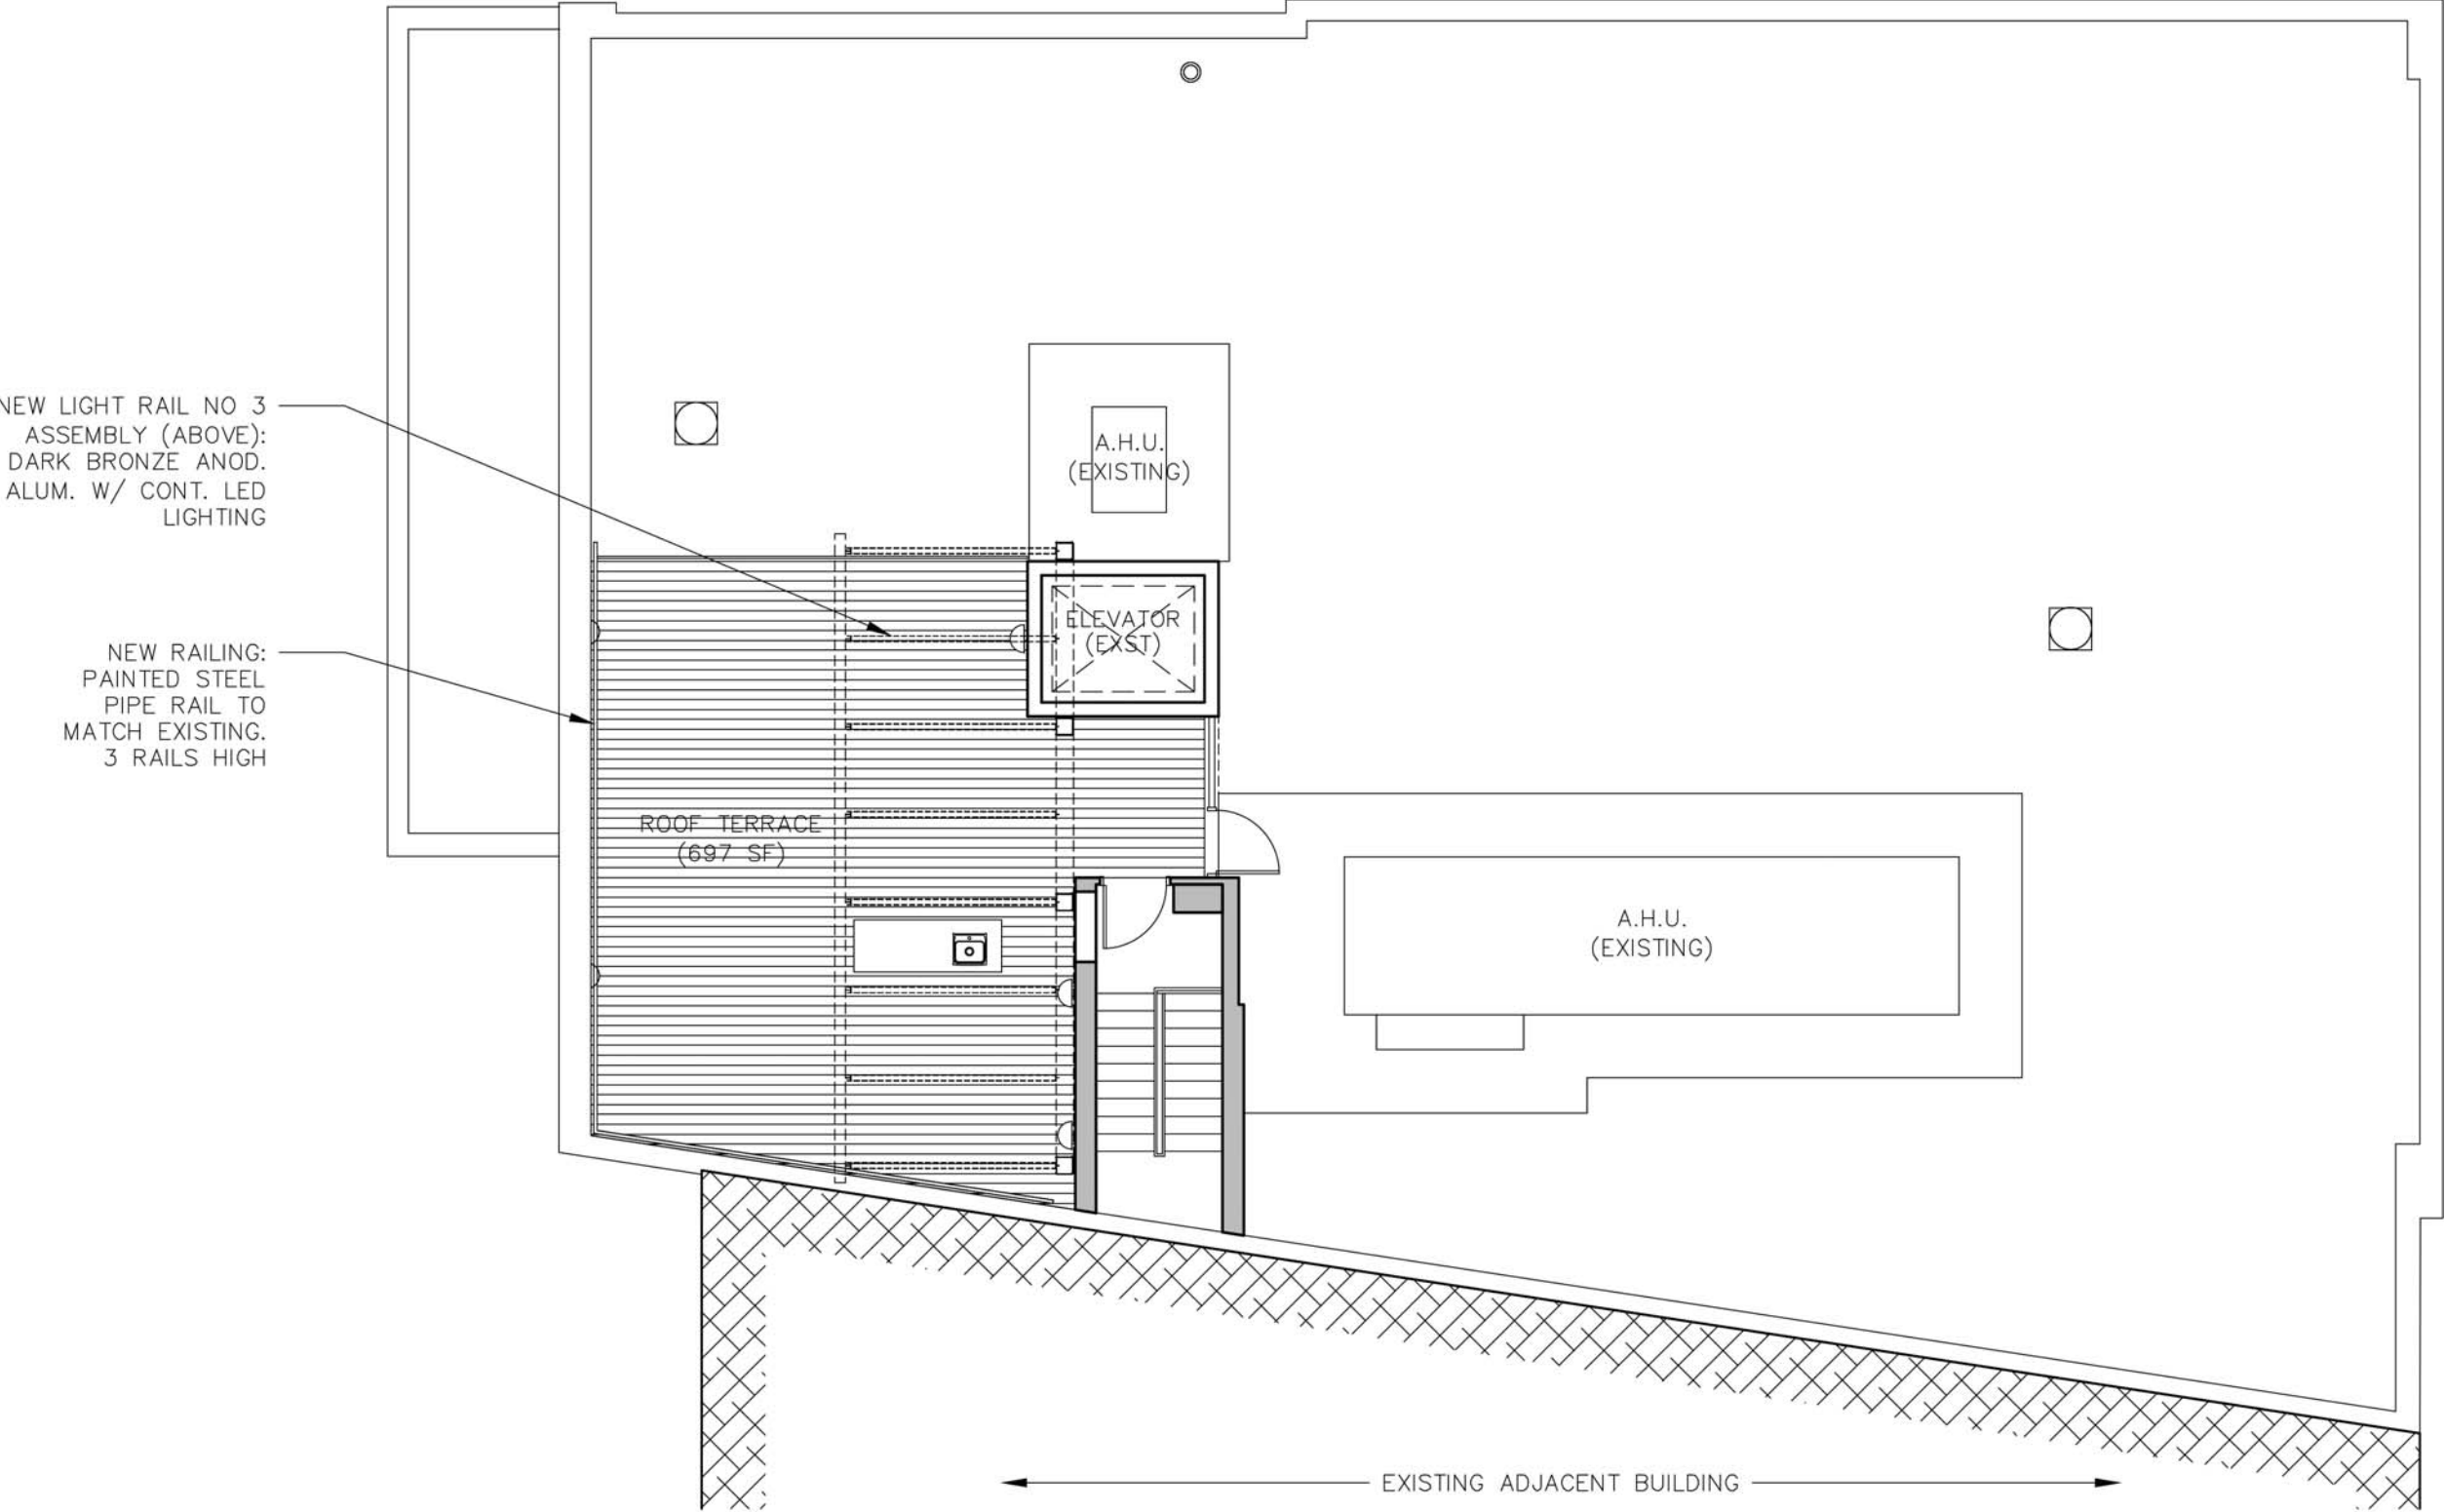 NEW LIGHT RAIL NO 3
ASSEMBLY (ABOVE):
DARK BRONZE ANOD.
ALUM. W/ CONT. LED
LIGHTING
NEW RAILING:
PAINTED STEEL
PIPE RAIL TO
MATCH EXISTING.
3 RAILS HIGH
A.H.U.
(EXISTING)
ELEVATOR
(EXST)
ROOF TERRACE
(697 SF)
A.H.U.
(EXISTING)
EXISTING ADJACENT BUILDING